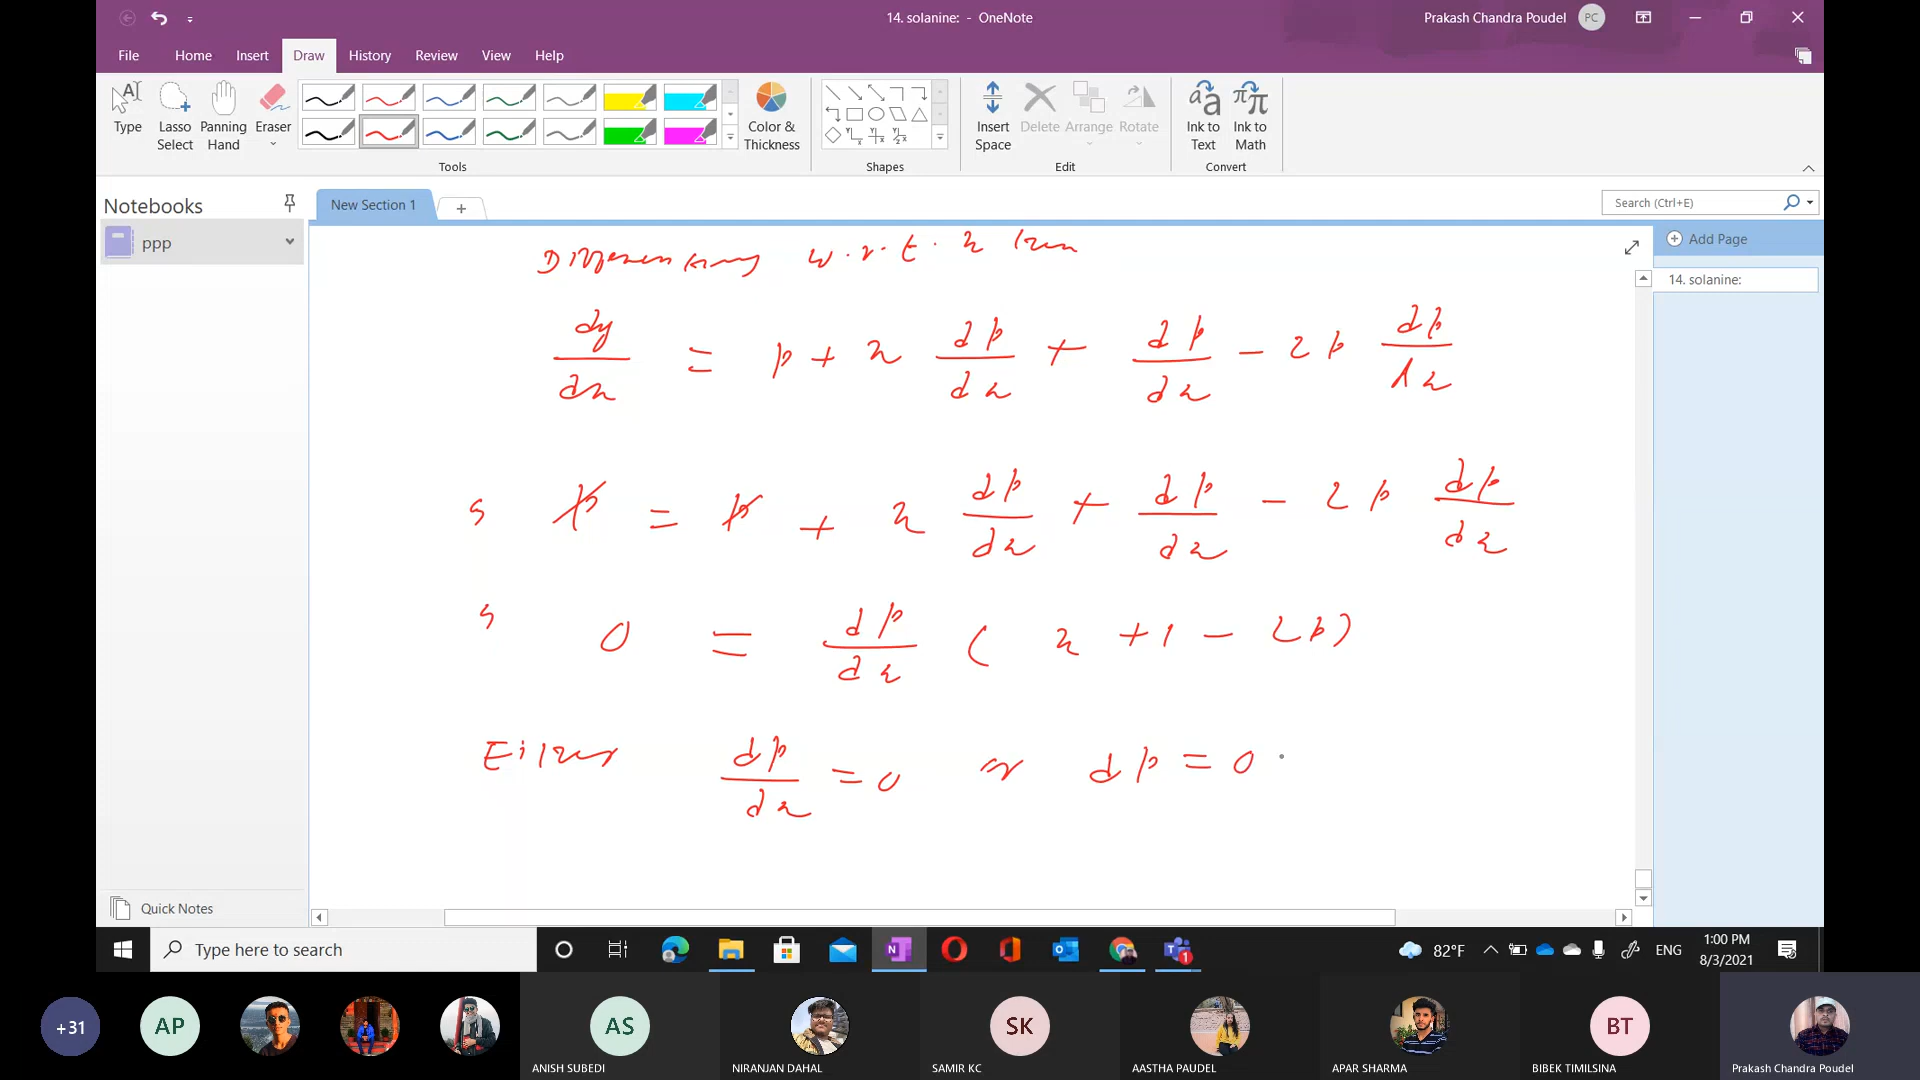 14. solanine: - OneNote
Prakash Chandra Poudel PC
File Home Insert Draw History Review View Help
Type Lasso Select Panning Hand Eraser Color & Thickness Insert Space Delete Arrange Rotate Ink to Text Ink to Math
Tools Shapes Edit Convert
Notebooks
New Section 1 +
Search (Ctrl+E)
ppp
Add Page
14. solanine:
w.r.t. x then
dy/dx = p + x dp/dx + dp/dx - 2p dp/dx
p = p + x dp/dx + dp/dx - 2p dp/dx
0 = dp/dx (x + 1 - 2p)
Either dp/dx = 0 or dp = 0
Quick Notes
Type here to search
82°F ENG 1:00 PM
8/3/2021
+31 AP AS SK BT
ANISH SUBEDI NIRANJAN DAHAL SAMIR KC AASTHA PAUDEL APAR SHARMA BIBEK TIMILSINA Prakash Chandra Poudel